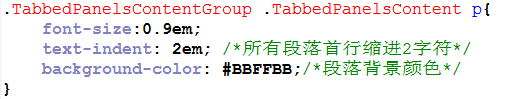 .TabbedPanelsContentGroup .TabbedPanelsContent p{
font-size:0.9em;
text-indent: 2em; /*所有段落首行缩进2字符*/
background-color: #BBFFBB;/*段落背景颜色*/
}